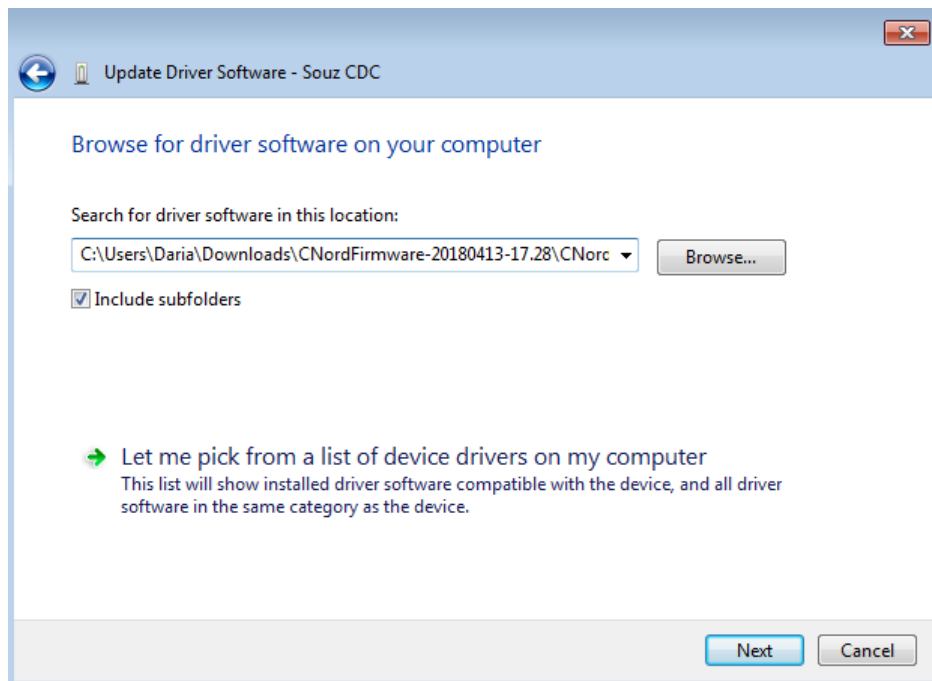 Update Driver Software - Souz CDC
Browse for driver software on your computer
Search for driver software in this location:
C:\Users\Daria\Downloads\CNordFirmware-20180413-17.28\CNord
Browse...
Include subfolders
Let me pick from a list of device drivers on my computer
This list will show installed driver software compatible with the device, and all driver
software in the same category as the device.
Next
Cancel